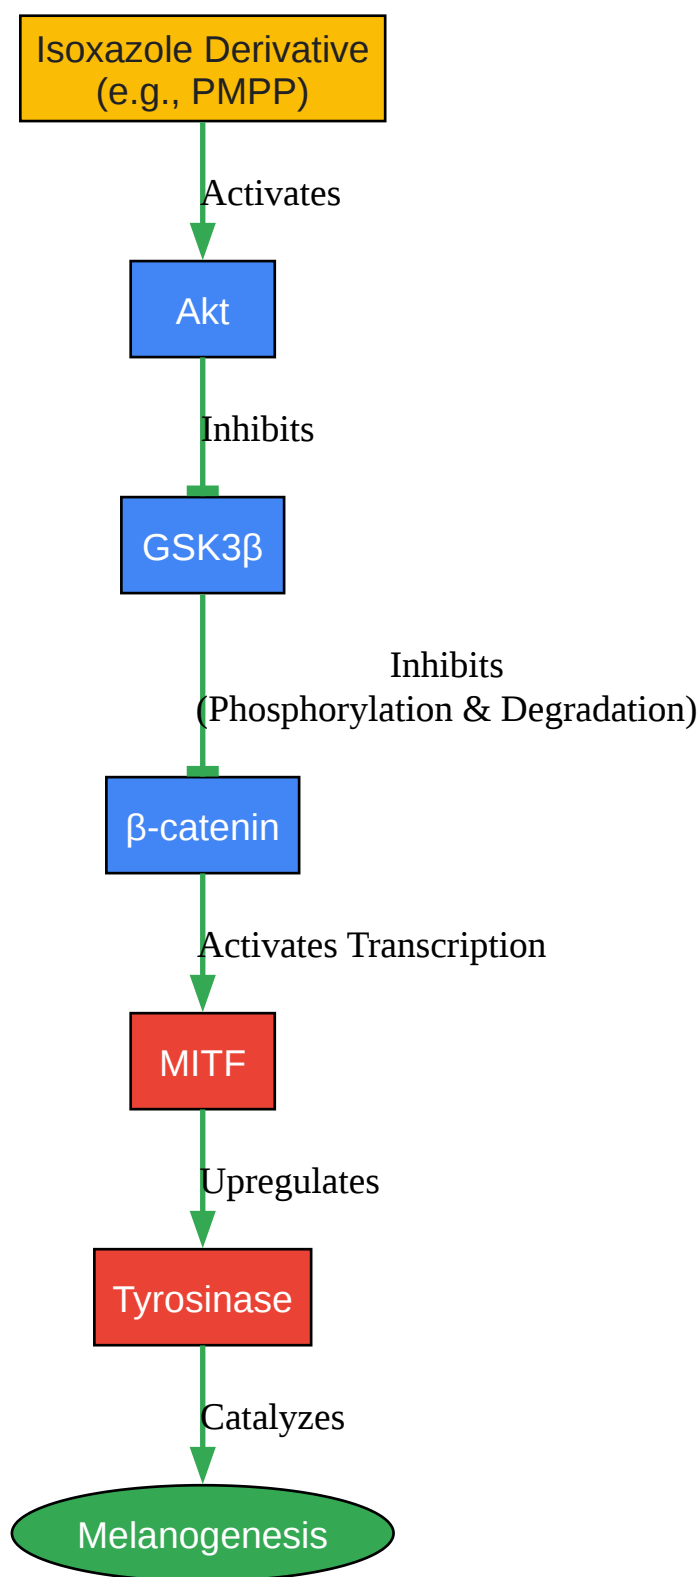 Isoxazole Derivative
(e.g., PMPP)
Activates
Akt
Inhibits
GSK3β
Inhibits
(Phosphorylation & Degradation)
β-catenin
Activates Transcription
MITF
Upregulates
Tyrosinase
Catalyzes
Melanogenesis